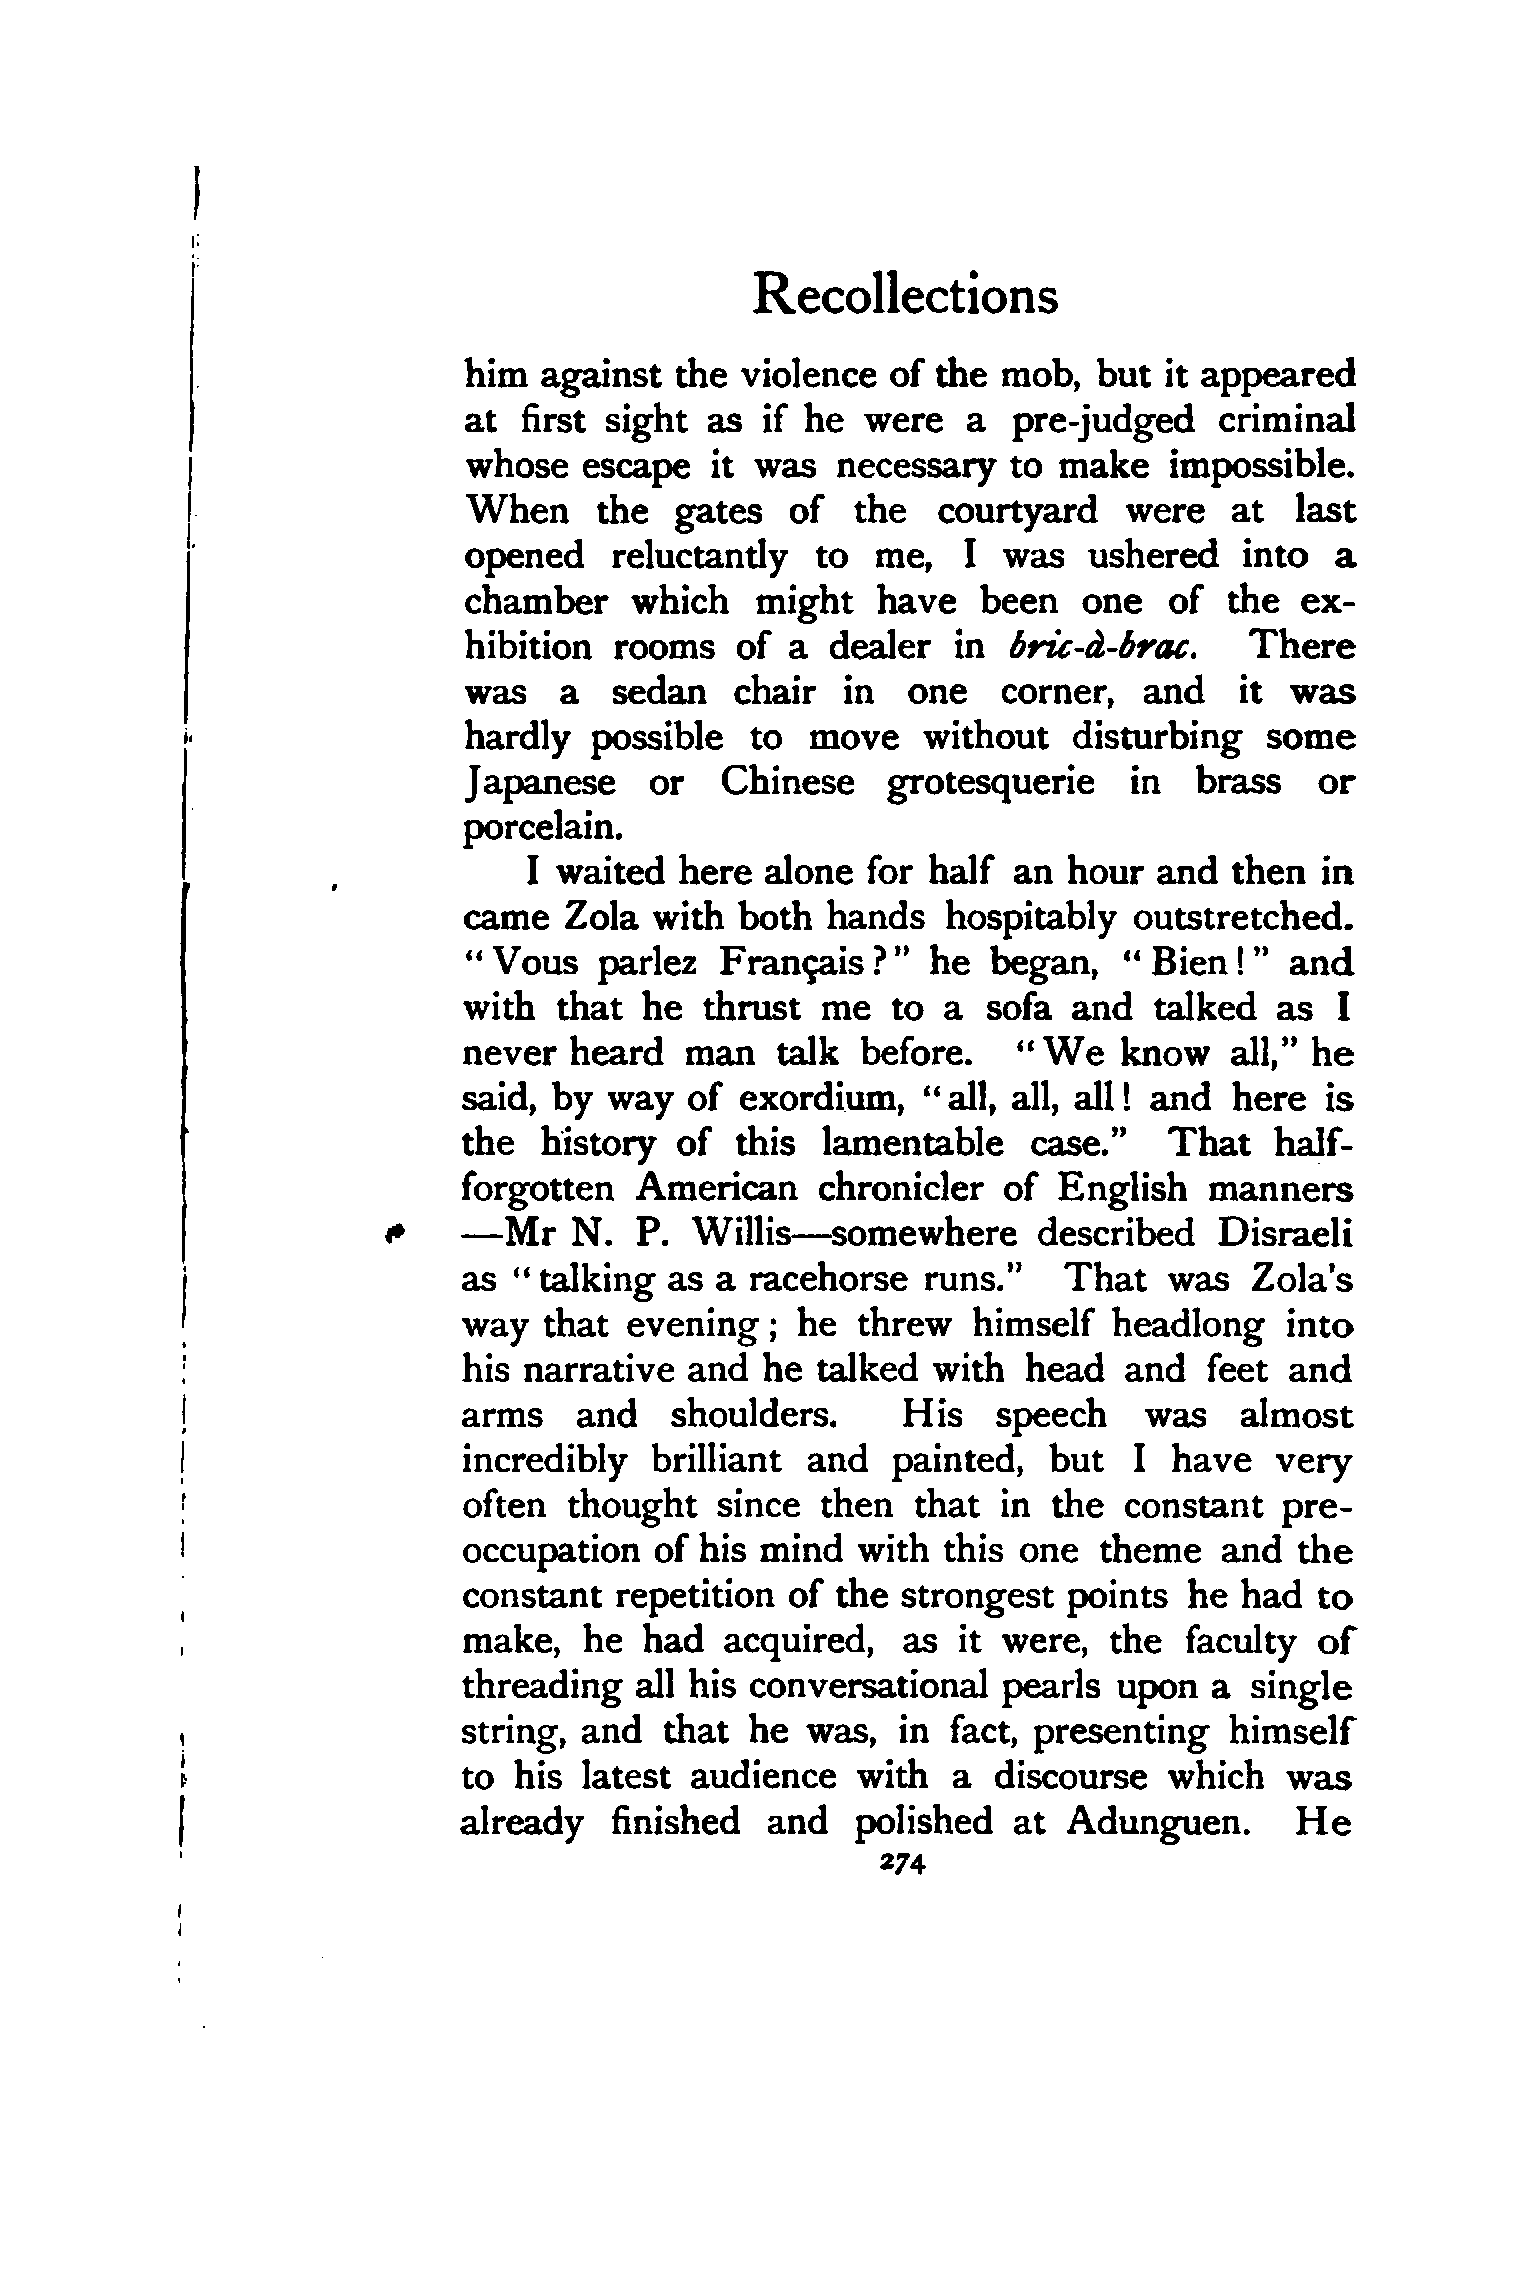 Recollections
him against the violence of the mob, but it appeared
at first sight as if he were a pre-judged criminal
whose escape it was necessary to make impossible.
When the gates of the courtyard were at last
opened reluctantly to me, I was ushered into a
chamber which might have been one of the ex-
hibition rooms of a dealer in bric-à-brac. There
was a sedan chair in one corner, and it was
hardly possible to move without disturbing some
Japanese or Chinese grotesquerie in brass or
porcelain.
I waited here alone for half an hour and then in
came Zola with both hands hospitably outstretched.
“Vous parlez Français?” he began, “Bien!” and
with that he thrust me to a sofa and talked as I
never heard man talk before. “We know all,” he
said, by way of exordium, “all, all, all! and here is
the history of this lamentable case.” That half-
forgotten American chronicler of English manners
—Mr N. P. Willis—somewhere described Disraeli
as “talking as a racehorse runs.” That was Zola's
way that evening; he threw himself headlong into
his narrative and he talked with head and feet and
arms and shoulders. His speech was almost
incredibly brilliant and painted, but I have very
often thought since then that in the constant pre-
occupation of his mind with this one theme and the
constant repetition of the strongest points he had to
make, he had acquired, as it were, the faculty of
threading all his conversational pearls upon a single
string, and that he was, in fact, presenting himself
to his latest audience with a discourse which was
already finished and polished at Adunguen. He
274